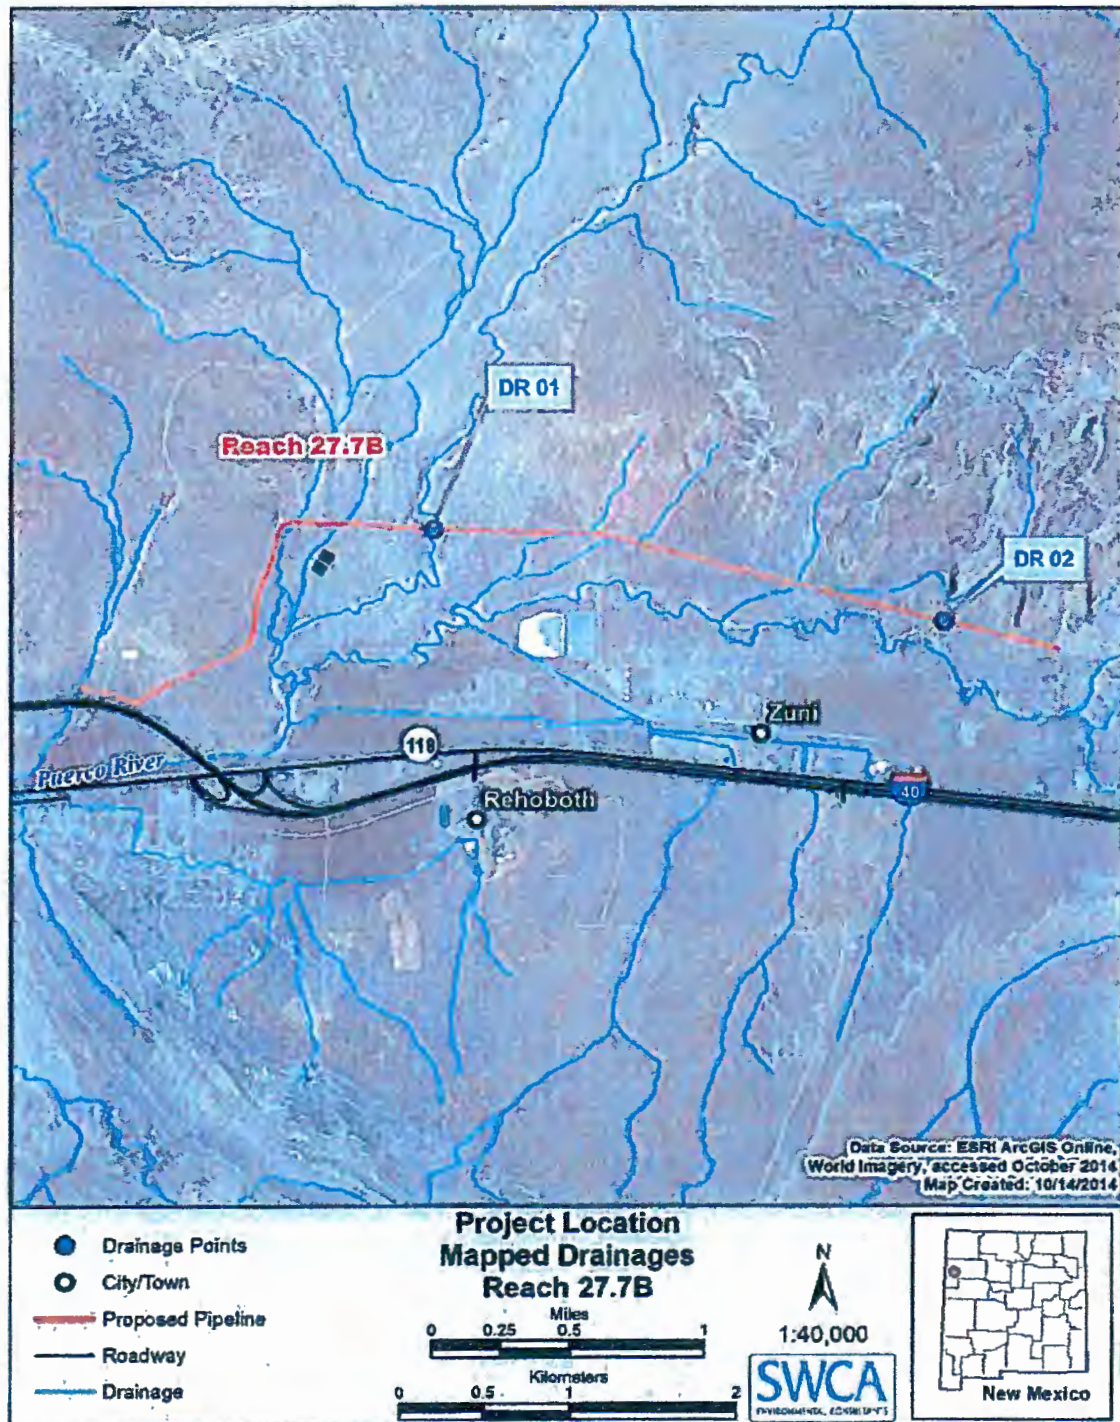 DR 01
Reach 27.7B
DR 02
Zuni
118
Puerco River
40
Rehoboth
Data Source: ESRI ArcGIS Online,
World Imagery, accessed October 2014
Map Created: 10/14/2014
Project Location
Mapped Drainages
Reach 27.7B
Drainage Points
City/Town
Proposed Pipeline
Roadway
Drainage
Miles
0 0.25 0.5 1
Kilometers
0 0.5 1 2
N
1:40,000
SWCA
ENVIRONMENTAL CONSULTANTS
New Mexico